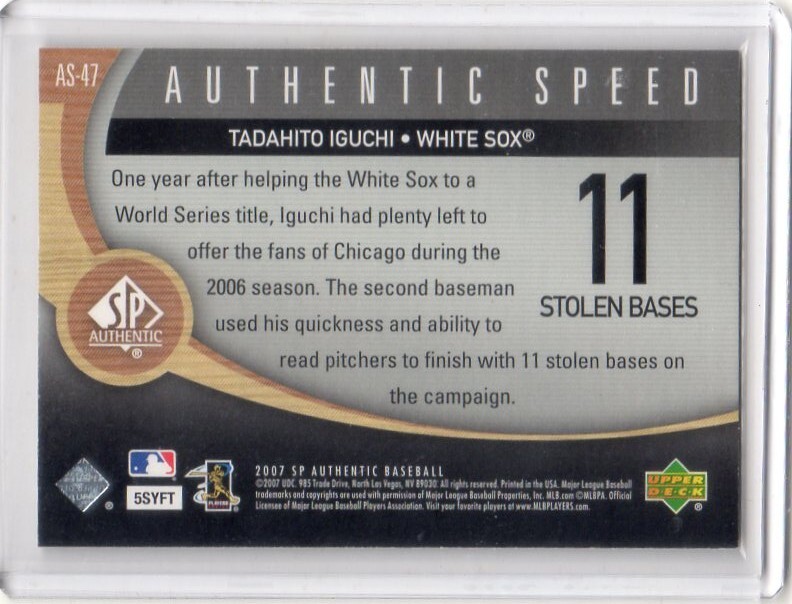 AS-47
AUTHENTIC SPEED
TADAHITO IGUCHI • WHITE SOX®
One year after helping the White Sox to a
World Series title, Iguchi had plenty left to
offer the fans of Chicago during the
2006 season. The second baseman
used his quickness and ability to
read pitchers to finish with 11 stolen bases on
the campaign.
11
STOLEN BASES
SP
AUTHENTIC
®
5SYFT
PLAYERS
2007 SP AUTHENTIC BASEBALL
©2007 UDC. 985 Trade Drive, North Las Vegas, NV 89030. All rights reserved. Printed in the USA. Major League Baseball
trademarks and copyrights are used with permission of Major League Baseball Properties, Inc. MLB.com ©MLBPA. Official
Licensee of Major League Baseball Players Association. Visit your favorite players at www.MLBPLAYERS.com.
UPPER
DECK
®